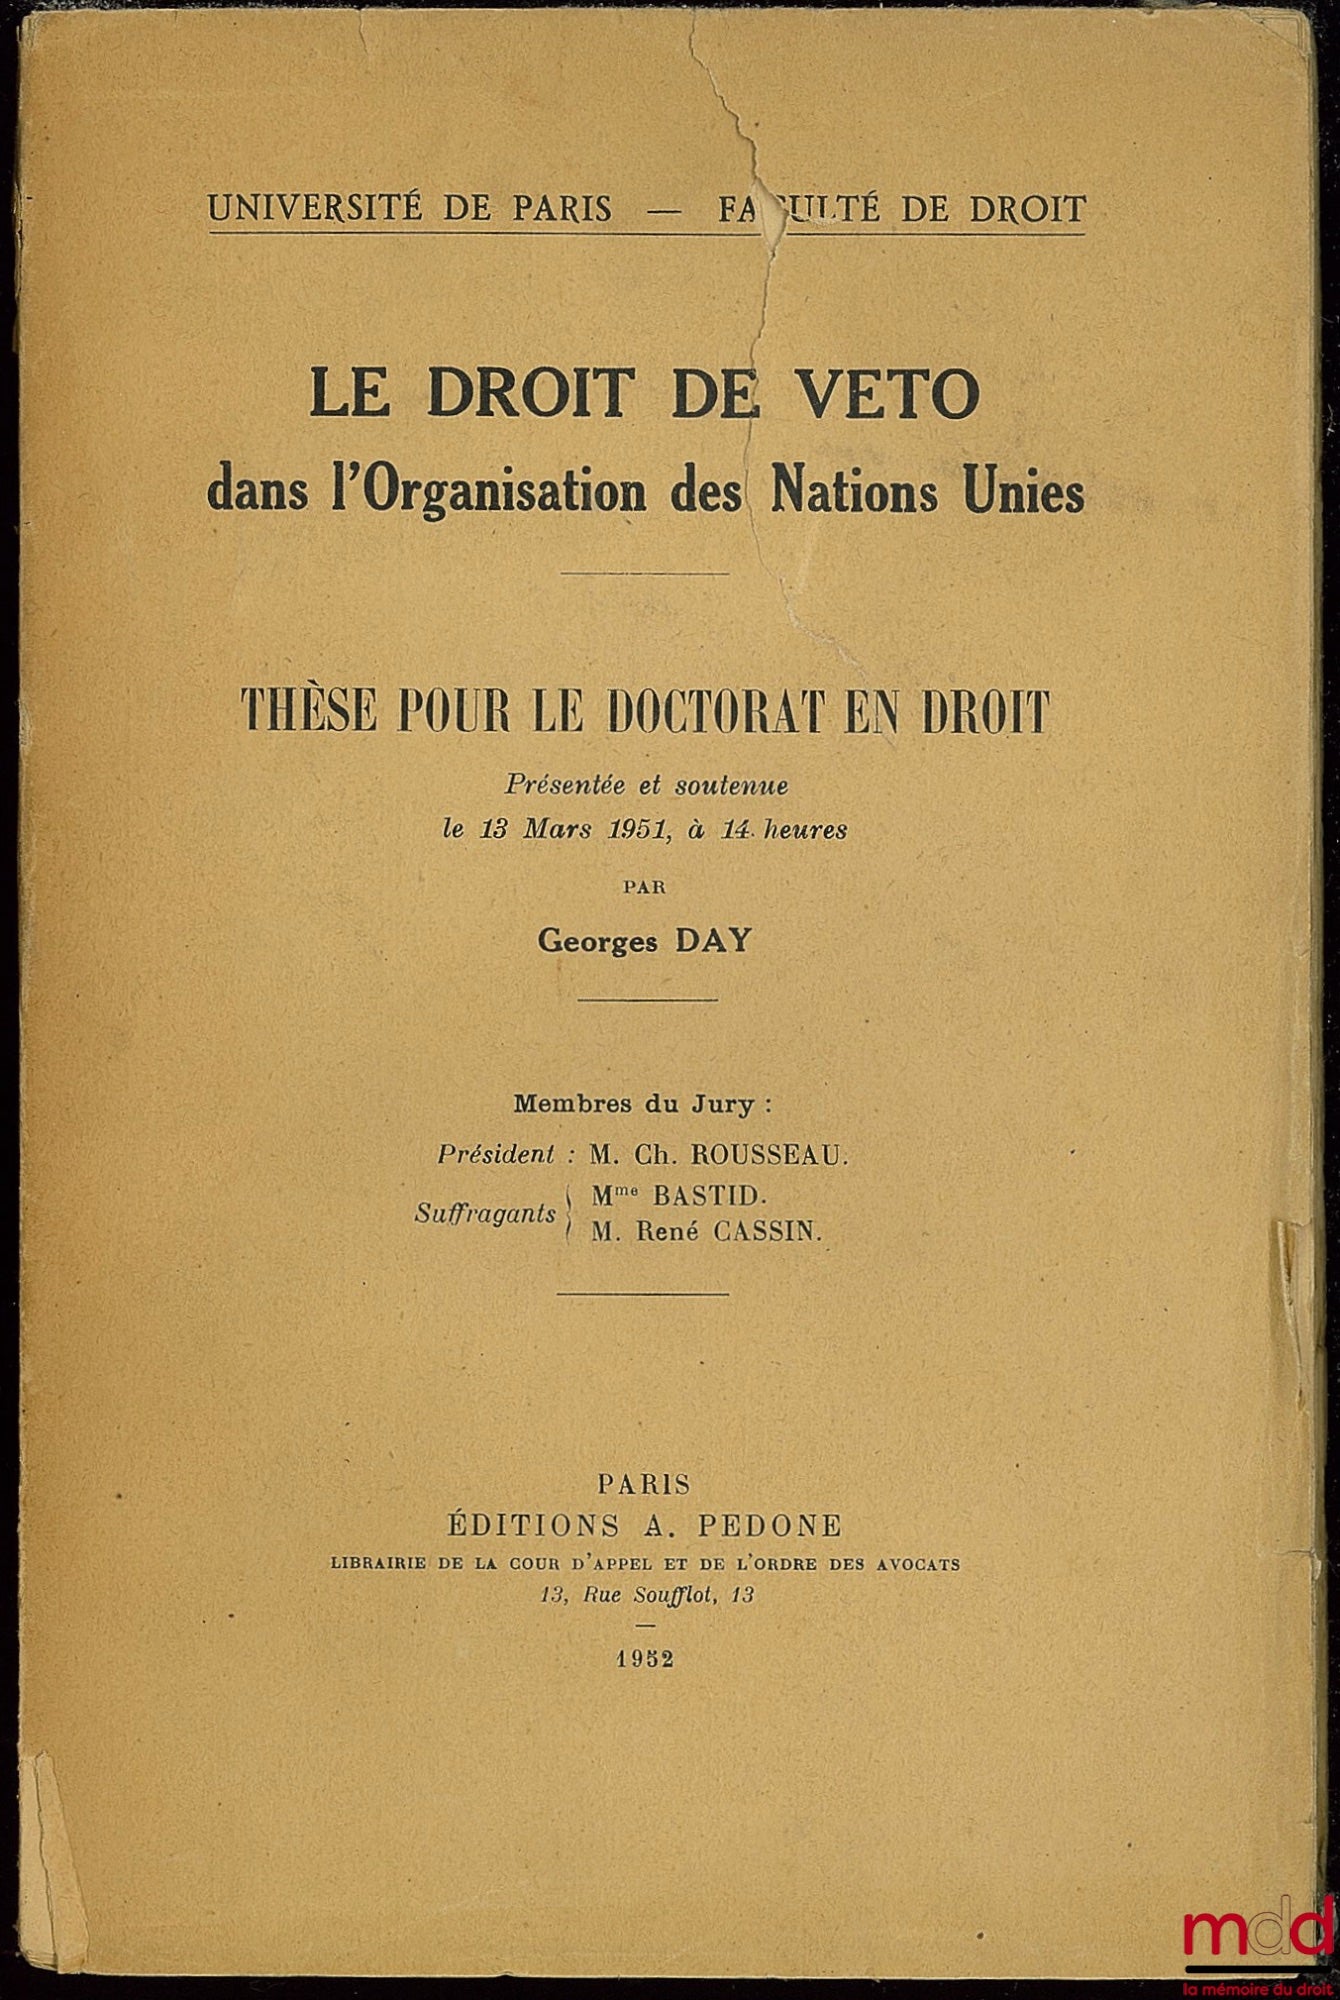 UNIVERSITÉ DE PARIS — FACULTÉ DE DROIT
LE DROIT DE VETO
dans l'Organisation des Nations Unies
THÈSE POUR LE DOCTORAT EN DROIT
Présentée et soutenue
le 13 Mars 1951, à 14 heures
PAR
Georges DAY
Membres du Jury :
Président : M. Ch. ROUSSEAU.
Suffragants { Mme BASTID.
M. René CASSIN.
PARIS
ÉDITIONS A. PEDONE
LIBRAIRIE DE LA COUR D'APPEL ET DE L'ORDRE DES AVOCATS
13, Rue Soufflot, 13
—
1952
mdd
la mémoire du droit